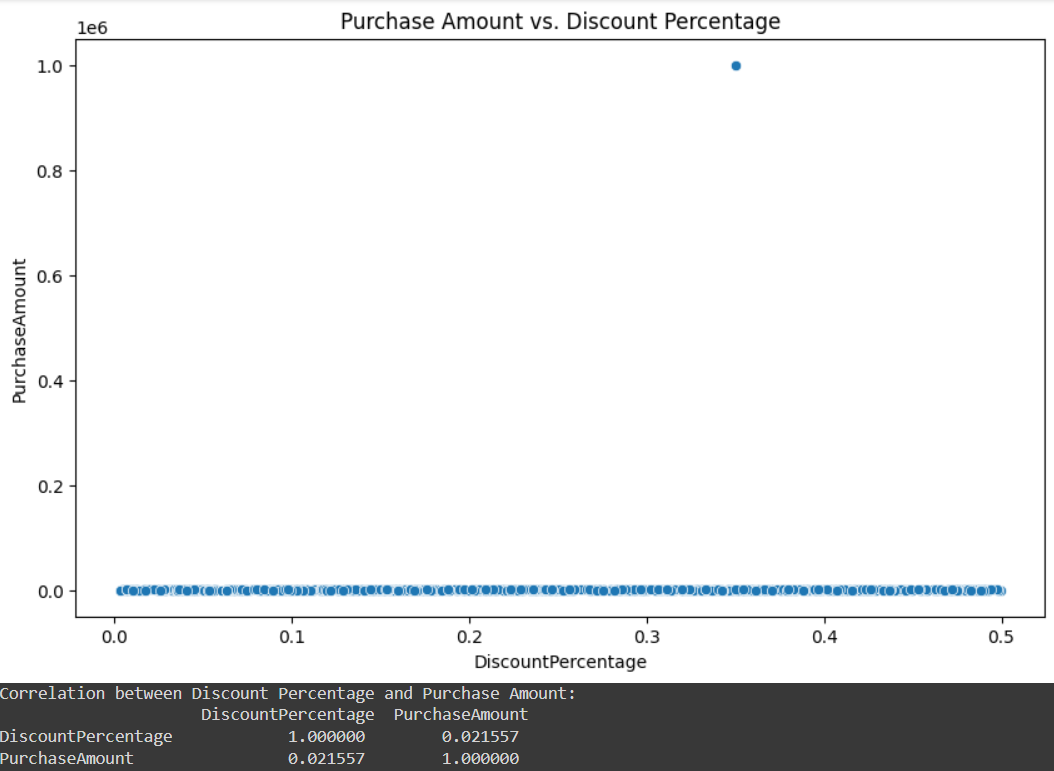 Purchase Amount vs. Discount Percentage
1e6
1.0
0.8
0.6
0.4
0.2
0.0
PurchaseAmount
0.0 0.1 0.2 0.3 0.4 0.5
DiscountPercentage
Correlation between Discount Percentage and Purchase Amount:
DiscountPercentage PurchaseAmount
DiscountPercentage 1.000000 0.021557
PurchaseAmount 0.021557 1.000000